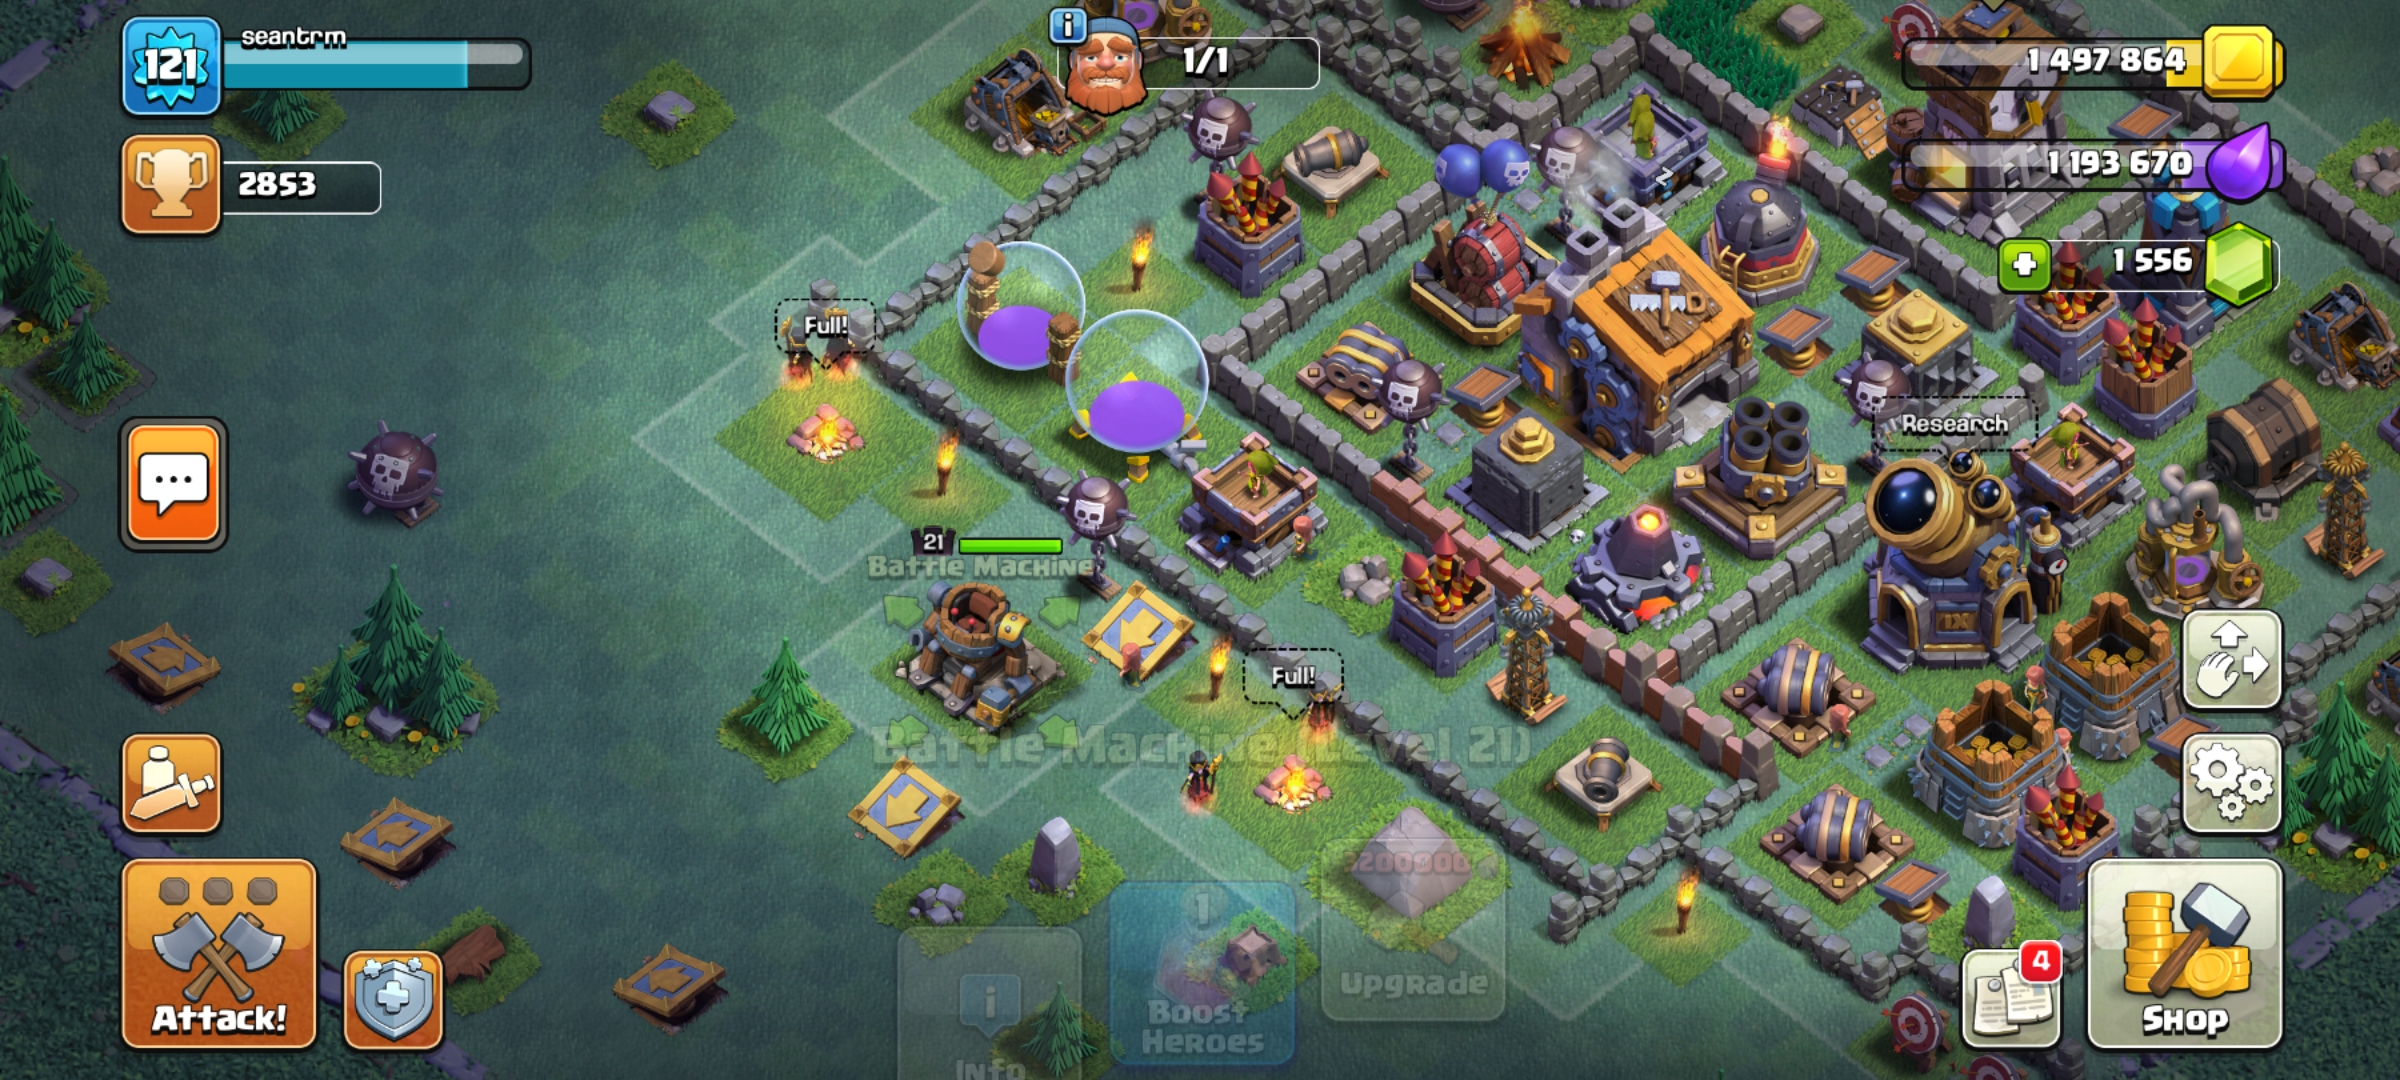 seantrm
121
1/1
1 497 864
2853
1 193 670
z
1 556
Full!
Research
21
Battle Machine
Full!
Battle Machine (Level 21)
IX
1
Upgrade
4
Boost
Heroes
Attack!
Shop
Info